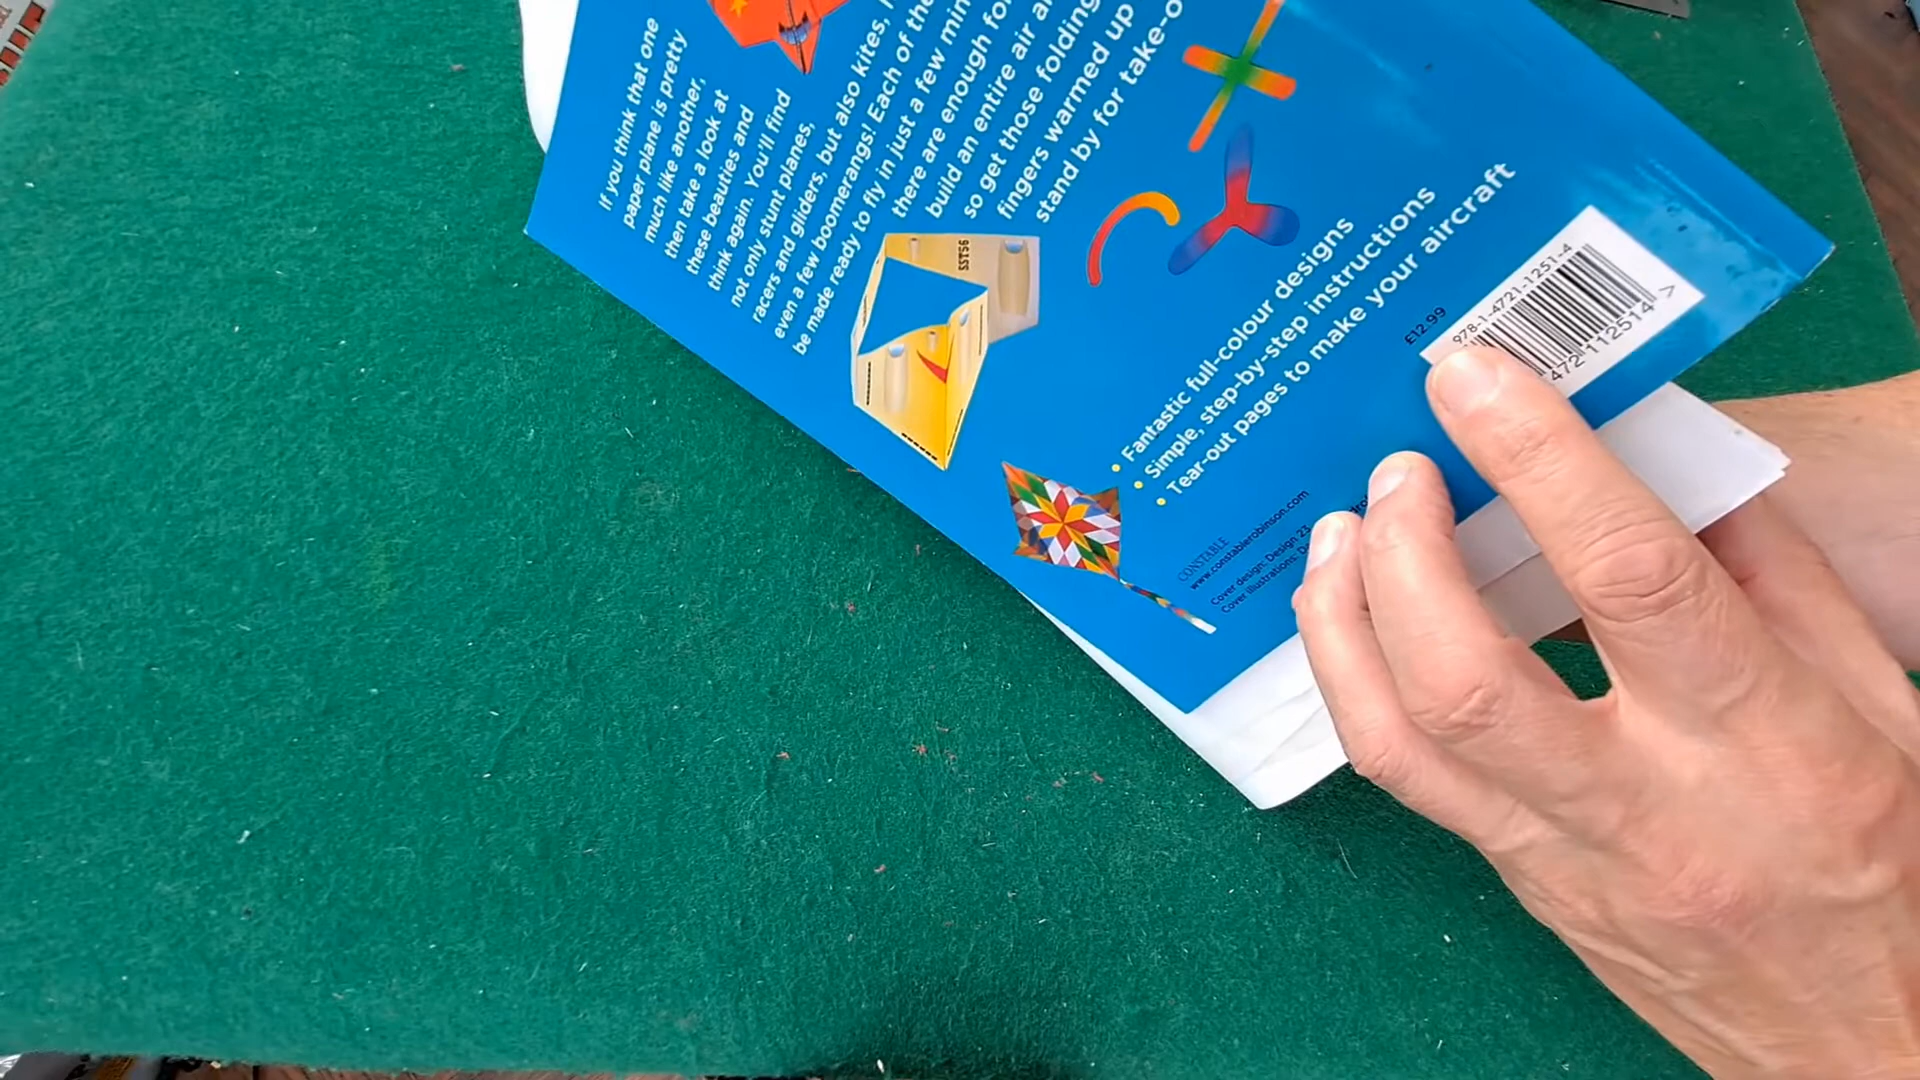 If you think that one
paper plane is pretty
much like another,
then take a look at
these beauties and
think again. You'll find
not only stunt planes,
racers and gliders, but also kites,
even a few boomerangs! Each of the
be made ready to fly in just a few
there are enough
build an entire air
so get those folding
fingers warmed up
stand by for
SST56
• Fantastic full-colour designs
• Simple, step-by-step instructions
• Tear-out pages to make your aircraft
£12.99
978-1-4721-1251-4
472112514 >
CONSTABLE
www.constablerobinson.com
Cover design: Design 23
Cover illustrations: